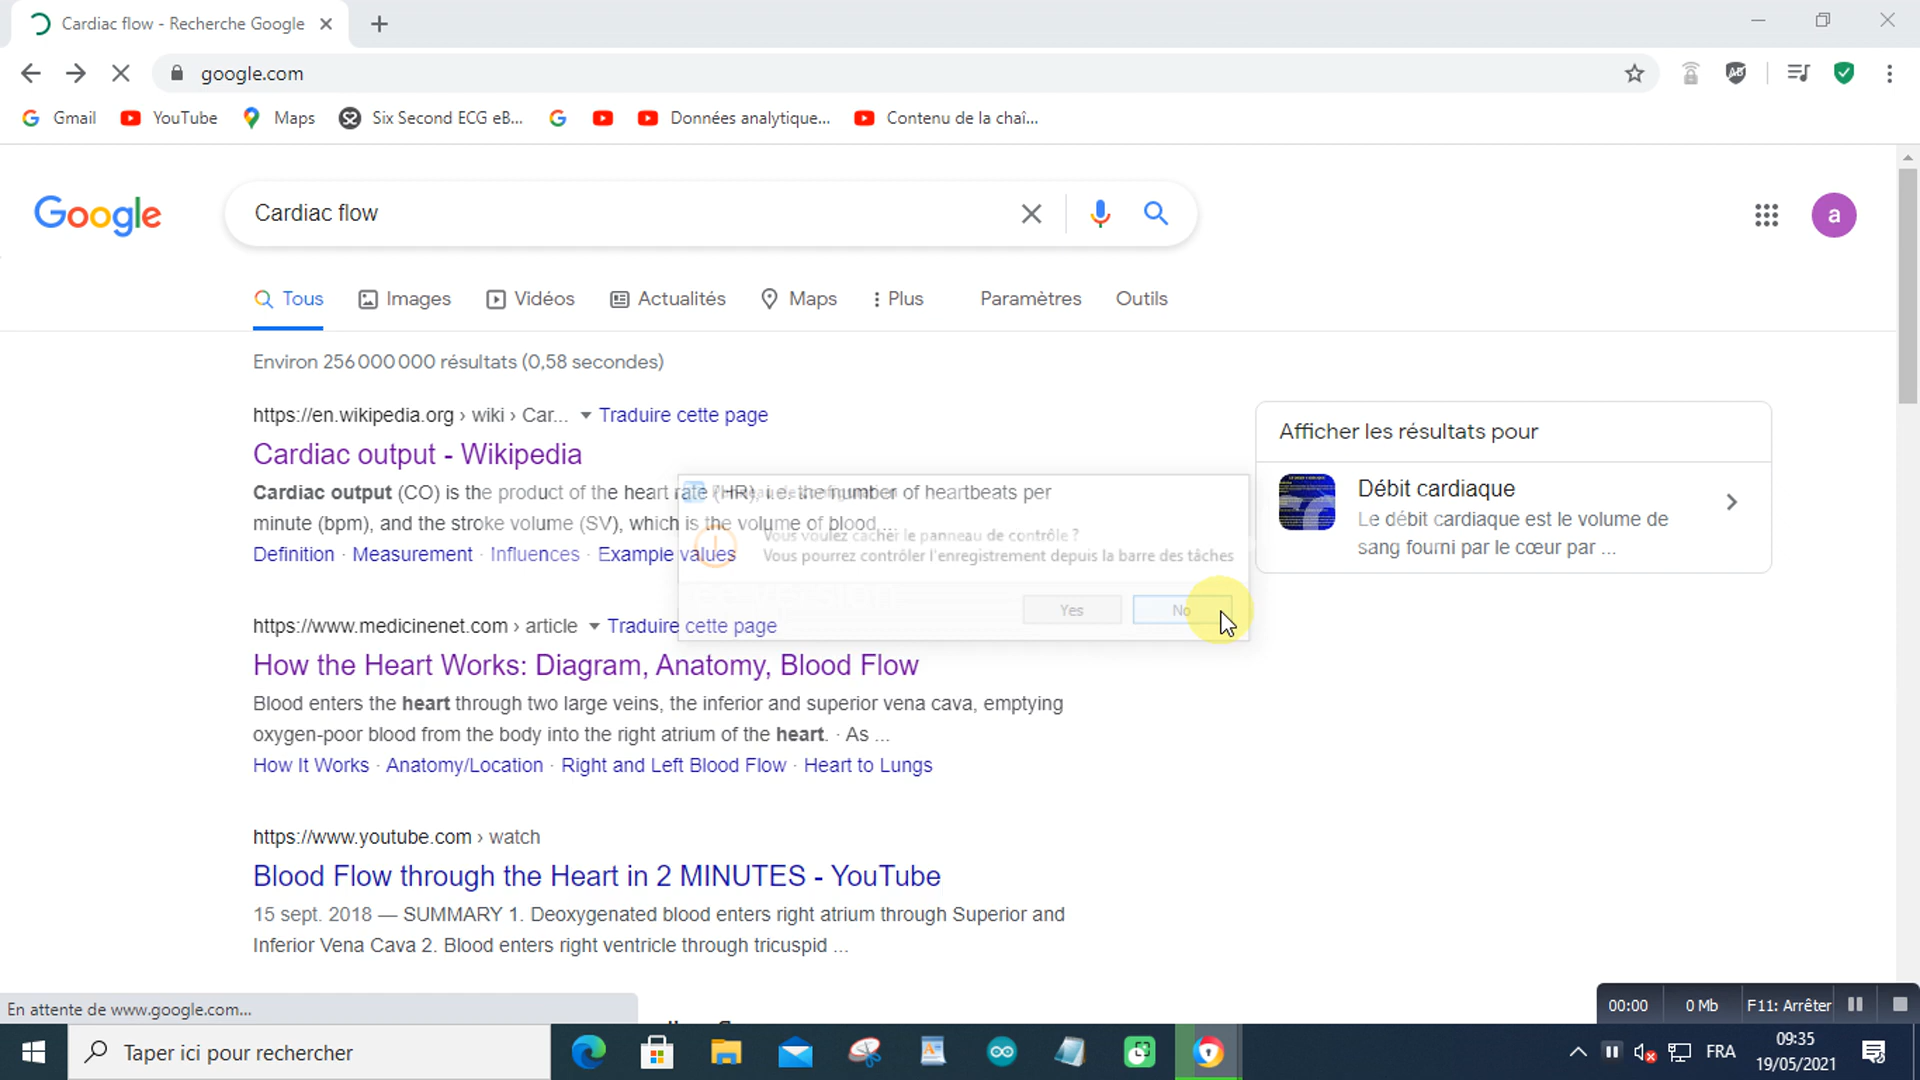 Cardiac flow - Recherche Google
google.com
Gmail
YouTube
Maps
Six Second ECG eB...
Données analytique...
Contenu de la chaî...
Google
Cardiac flow
a
Tous
Images
Vidéos
Actualités
Maps
Plus
Paramètres
Outils
Environ 256 000 000 résultats (0,58 secondes)
https://en.wikipedia.org › wiki › Car... Traduire cette page
Cardiac output - Wikipedia
Cardiac output (CO) is the product of the heart rate (HR), i.e. the number of heartbeats per
minute (bpm), and the stroke volume (SV), which is the volume of blood ...
Definition · Measurement · Influences · Example values
Vous voulez cacher le panneau de contrôle ?
Vous pourrez contrôler l'enregistrement depuis la barre des tâches
Yes
No
https://www.medicinenet.com › article Traduire cette page
How the Heart Works: Diagram, Anatomy, Blood Flow
Blood enters the heart through two large veins, the inferior and superior vena cava, emptying
oxygen-poor blood from the body into the right atrium of the heart. · As ...
How It Works · Anatomy/Location · Right and Left Blood Flow · Heart to Lungs
https://www.youtube.com › watch
Blood Flow through the Heart in 2 MINUTES - YouTube
15 sept. 2018 — SUMMARY 1. Deoxygenated blood enters right atrium through Superior and
Inferior Vena Cava 2. Blood enters right ventricle through tricuspid ...
Afficher les résultats pour
Débit cardiaque
Le débit cardiaque est le volume de
sang fourni par le cœur par ...
En attente de www.google.com...
00:00
0 Mb
F11: Arrêter
Taper ici pour rechercher
FRA
09:35
19/05/2021